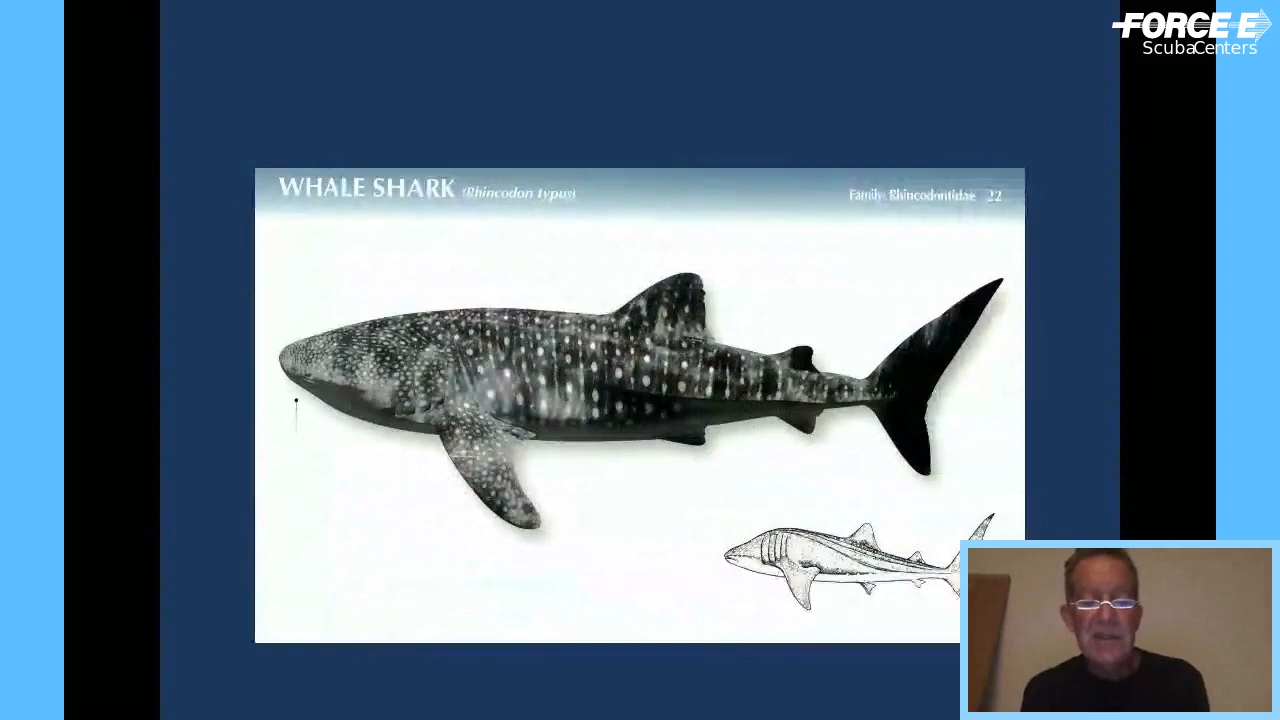 FORCE-E
ScubaCenters
WHALE SHARK (Rhincodon typus)
Family: Rhincodontidae 22